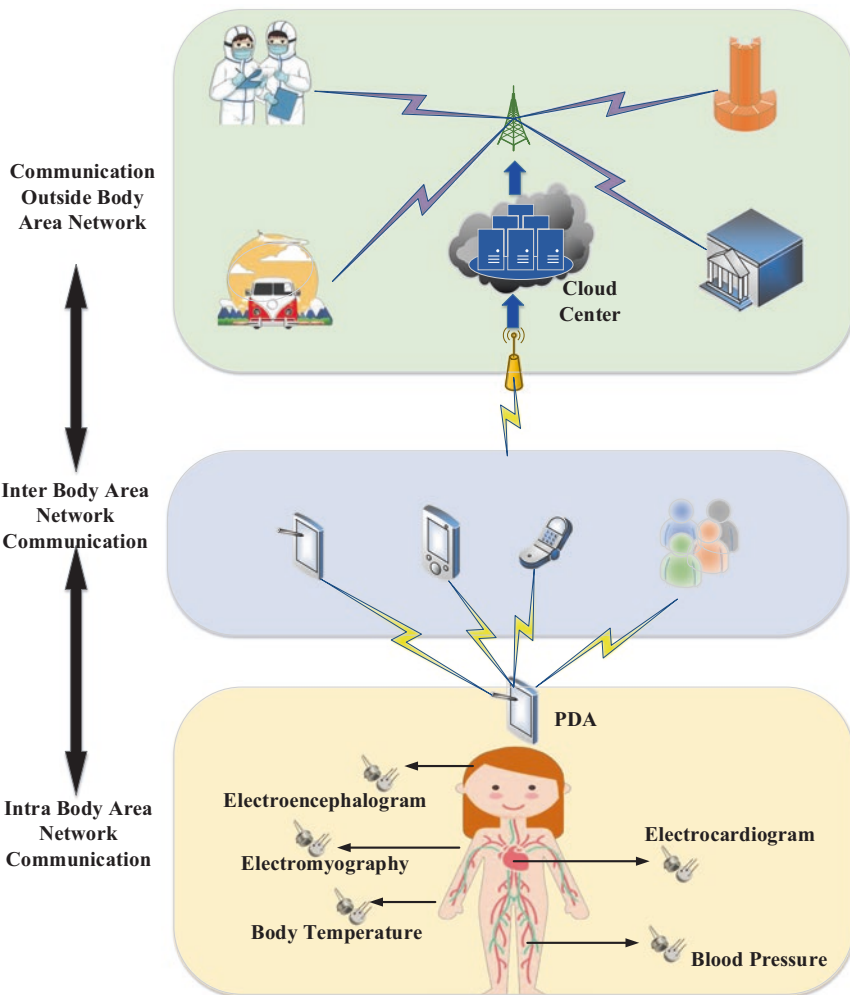 Communication
Outside Body
Area Network
Cloud
Center
Inter Body Area
Network
Communication
PDA
Intra Body Area
Network
Communication
Electroencephalogram
Electromyography
Body Temperature
Electrocardiogram
Blood Pressure